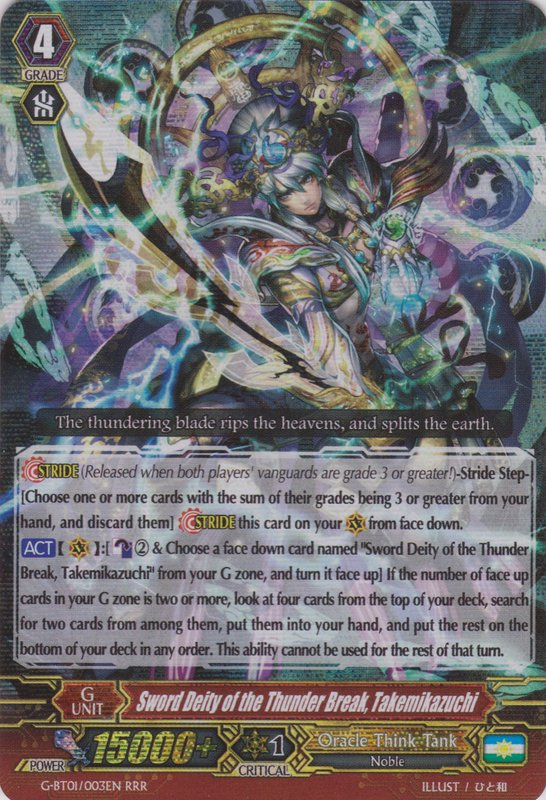 4
GRADE
The thundering blade rips the heavens, and splits the earth.
STRIDE (Released when both players' vanguards are grade 3 or greater!)-Stride Step-
[Choose one or more cards with the sum of their grades being 3 or greater from your
hand, and discard them] STRIDE this card on your V from face down.
ACT【V】:[②& Choose a face down card named "Sword Deity of the Thunder
Break, Takemikazuchi" from your G zone, and turn it face up] If the number of face up
cards in your G zone is two or more, look at four cards from the top of your deck, search
for two cards from among them, put them into your hand, and put the rest on the
bottom of your deck in any order. This ability cannot be used for the rest of that turn.
G UNIT
Sword Deity of the Thunder Break, Takemikazuchi
POWER 15000+
1 CRITICAL
Oracle Think Tank
Noble
G-BT01/003EN RRR
ILLUST / ひと和